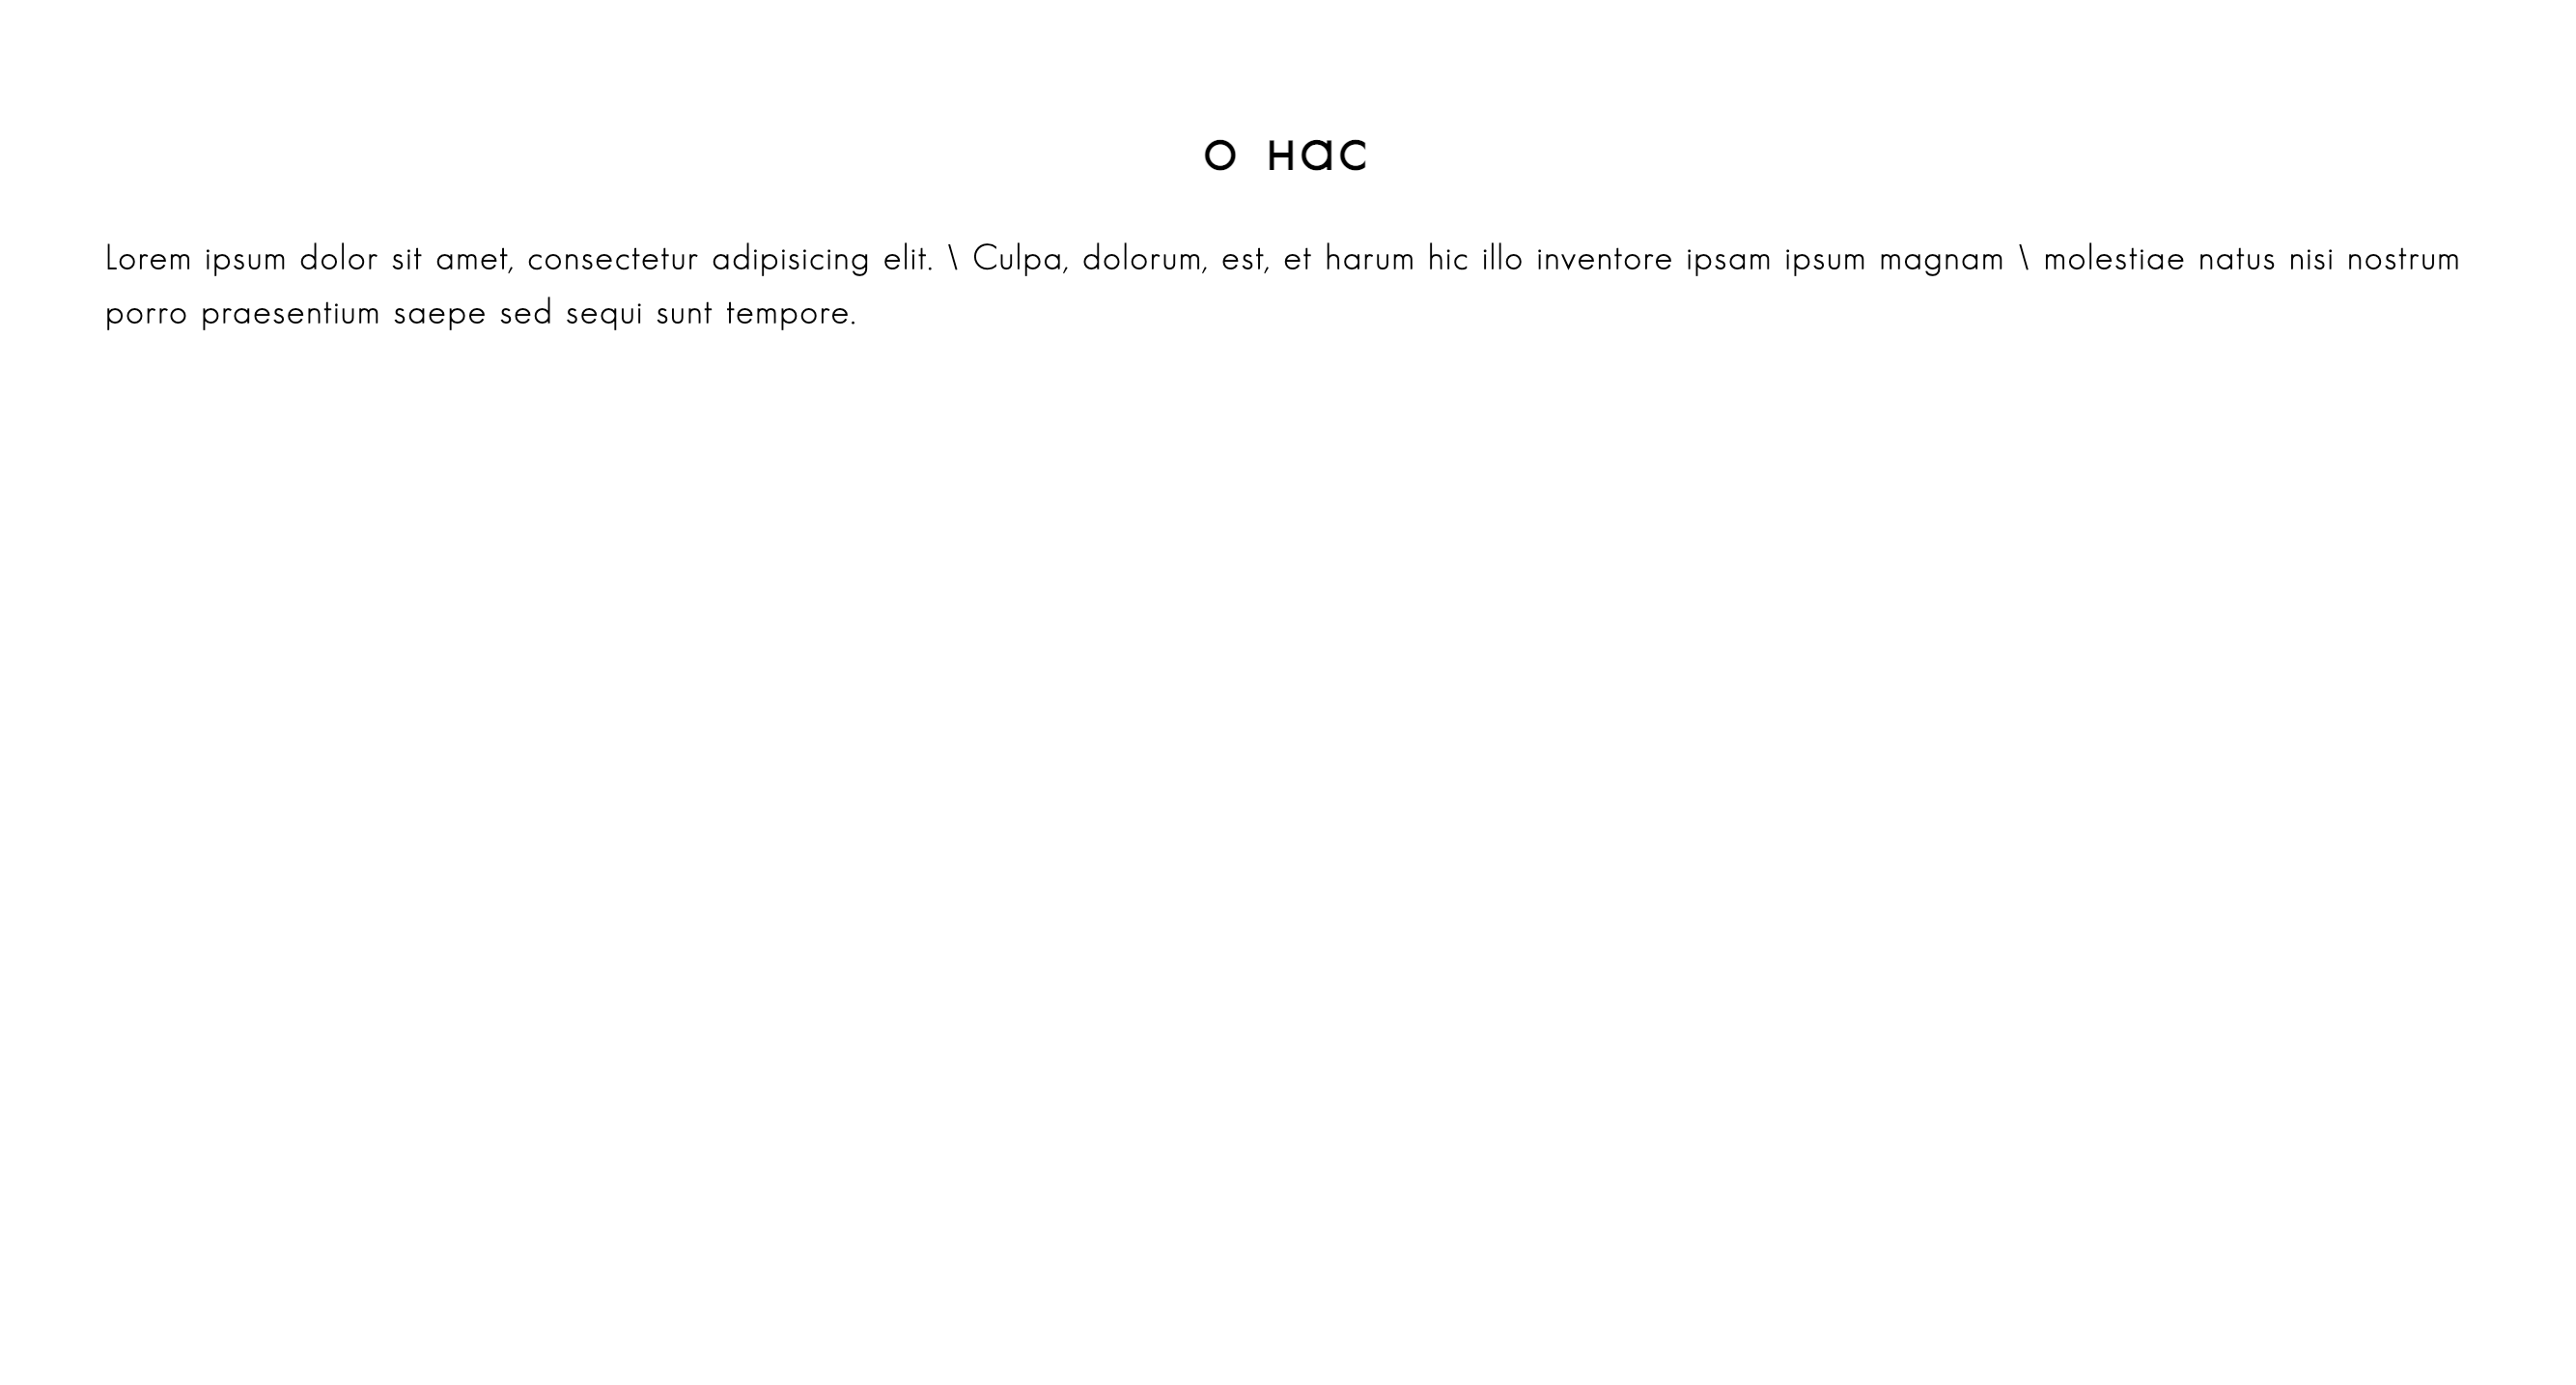 о нас
Lorem ipsum dolor sit amet, consectetur adipisicing elit. \ Culpa, dolorum, est, et harum hic illo inventore ipsam ipsum magnam \ molestiae natus nisi nostrum
porro praesentium saepe sed sequi sunt tempore.